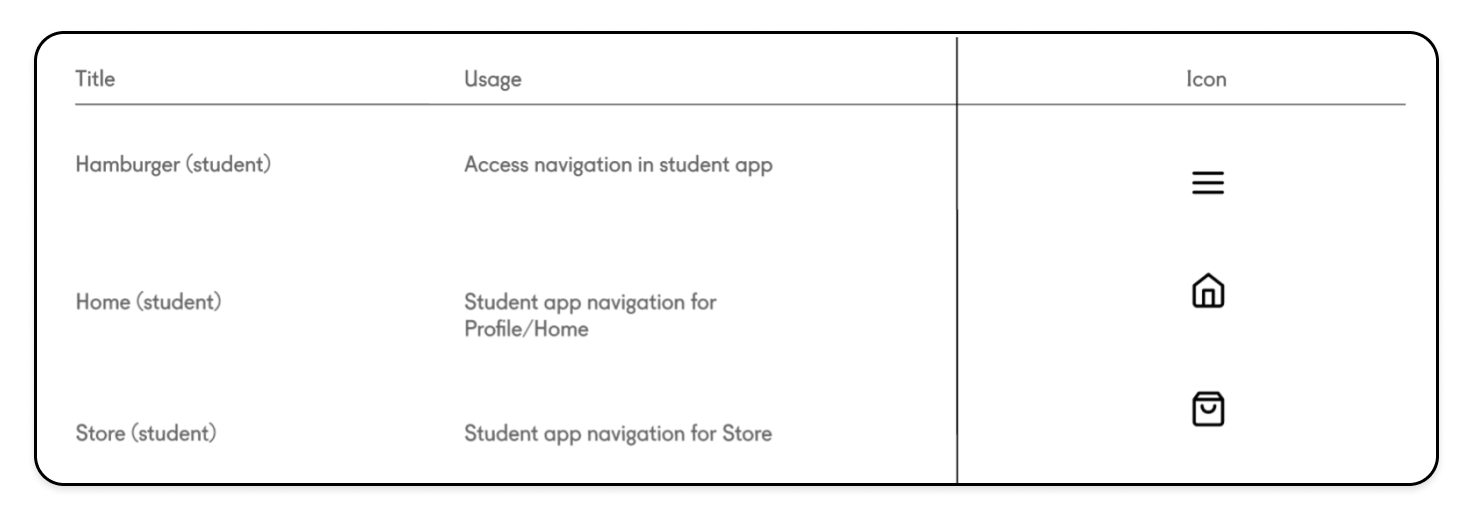 Title Usage Icon
Hamburger (student) Access navigation in student app
Home (student) Student app navigation for
Profile/Home
Store (student) Student app navigation for Store